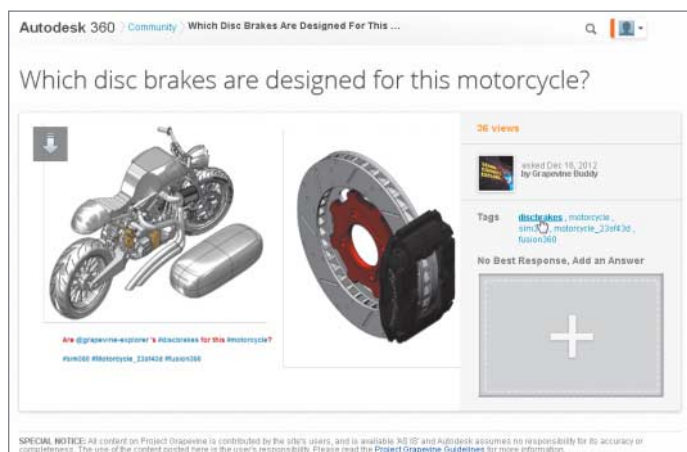 Autodesk 360 Community Which Disc Brakes Are Designed For This ...
Which disc brakes are designed for this motorcycle?
36 views
asked Dec 18, 2012
by Grapevine Buddy
Are @grapevine-explorer 's #discbrakes for this #motorcycle?
#sim360 #Motorcycle_23af43d #fusion360
Tags discbrakes , motorcycle ,
motorcycle_23af43d ,
fusion360
No Best Response, Add an Answer
SPECIAL NOTICE: All content on Project Grapevine is contributed by the site's users, and is available 'AS IS' and Autodesk assumes no responsibility for its accuracy or
completeness. The use of the content posted here is the user's responsibility. Please read the Project Grapevine Guidelines for more information.